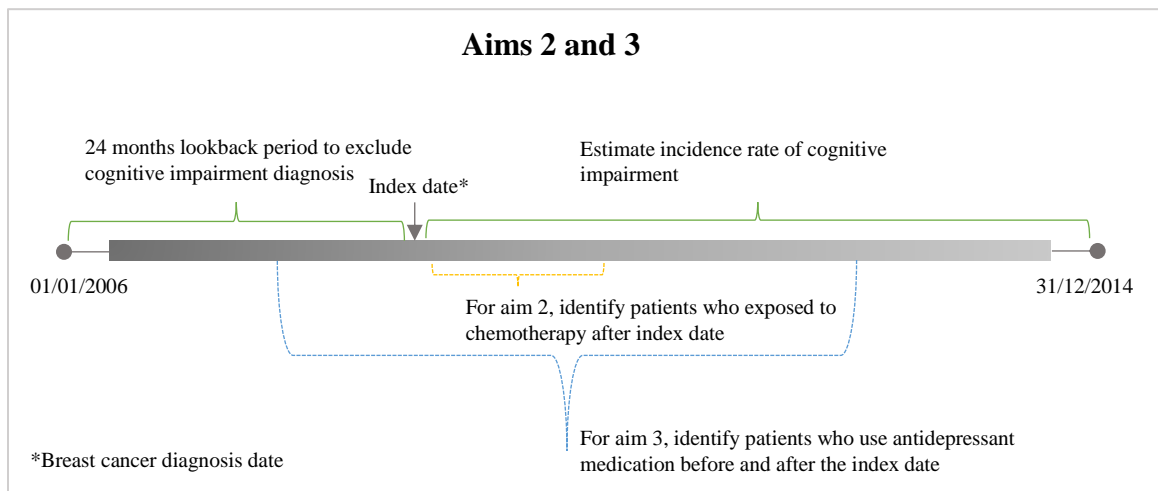 Aims 2 and 3
24 months lookback period to exclude
cognitive impairment diagnosis
Index date*
Estimate incidence rate of cognitive
impairment
01/01/2006
31/12/2014
For aim 2, identify patients who exposed to
chemotherapy after index date
For aim 3, identify patients who use antidepressant
medication before and after the index date
*Breast cancer diagnosis date